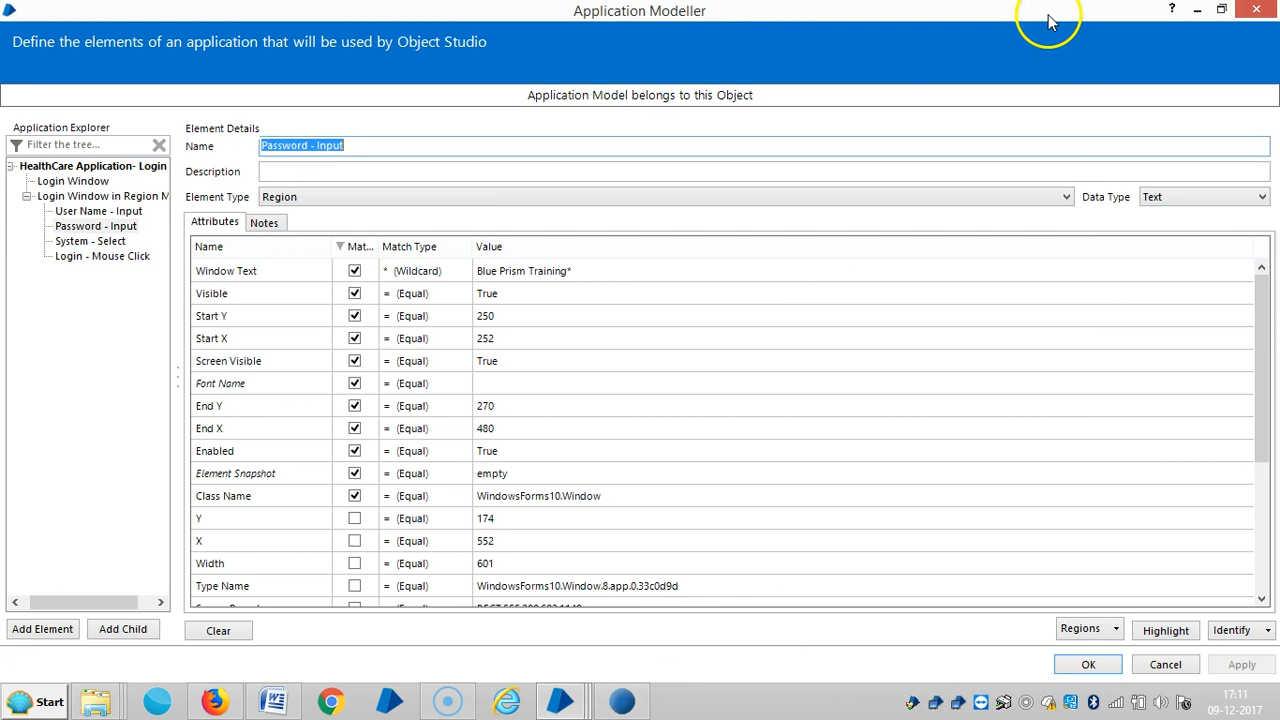 Application Modeller
?
Define the elements of an application that will be used by Object Studio
Application Model belongs to this Object
Application Explorer
Filter the tree...
HealthCare Application- Login
Login Window
Login Window in Region M
User Name - Input
Password - Input
System - Select
Login - Mouse Click
Add Element
Add Child
Element Details
Name
Password - Input
Description
Element Type
Region
Data Type
Text
Attributes
Notes
Name Mat... Match Type Value
Window Text * (Wildcard) Blue Prism Training*
Visible = (Equal) True
Start Y = (Equal) 250
Start X = (Equal) 252
Screen Visible = (Equal) True
Font Name = (Equal)
End Y = (Equal) 270
End X = (Equal) 480
Enabled = (Equal) True
Element Snapshot = (Equal) empty
Class Name = (Equal) WindowsForms10.Window
Y = (Equal) 174
X = (Equal) 552
Width = (Equal) 601
Type Name = (Equal) WindowsForms10.Window.8.app.0.33c0d9d
Clear
Regions
Highlight
Identify
OK
Cancel
Apply
Start
17:11
09-12-2017